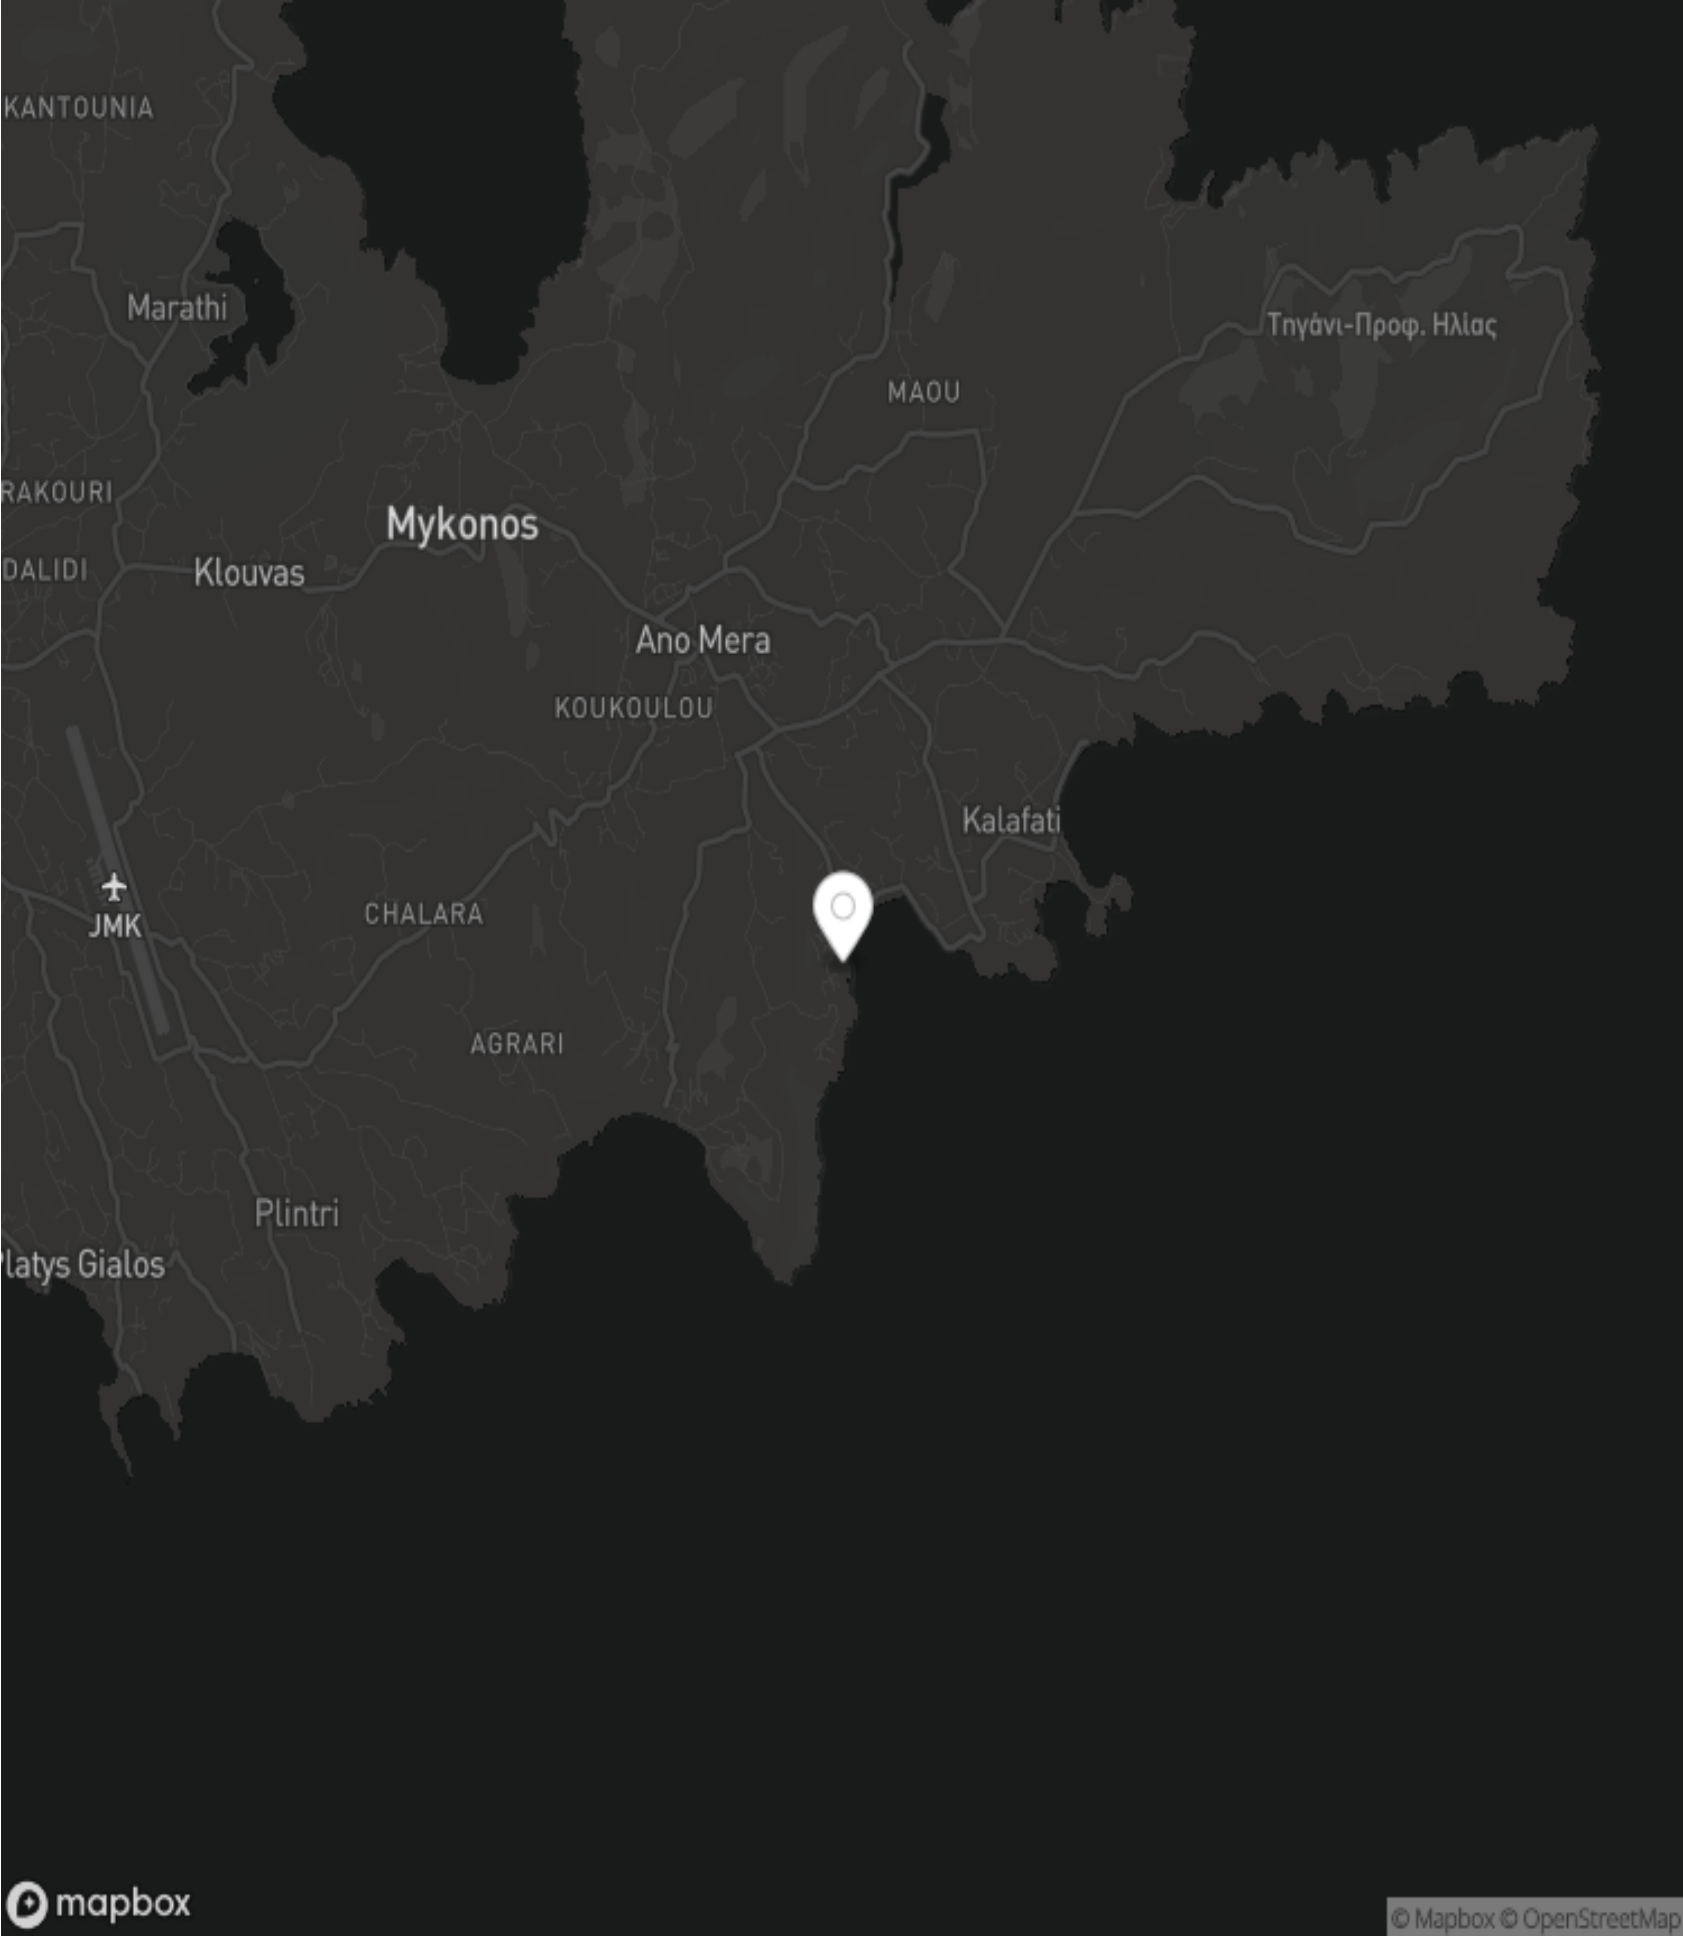 KANTOUNIA
Marathi
Τηγάνι-Προφ. Ηλίας
MAOU
RAKOURI
Mykonos
DALIDI
Klouvas
Ano Mera
KOUKOULOU
Kalafati
JMK
CHALARA
AGRARI
Plintri
latys Gialos
mapbox
© Mapbox © OpenStreetMap